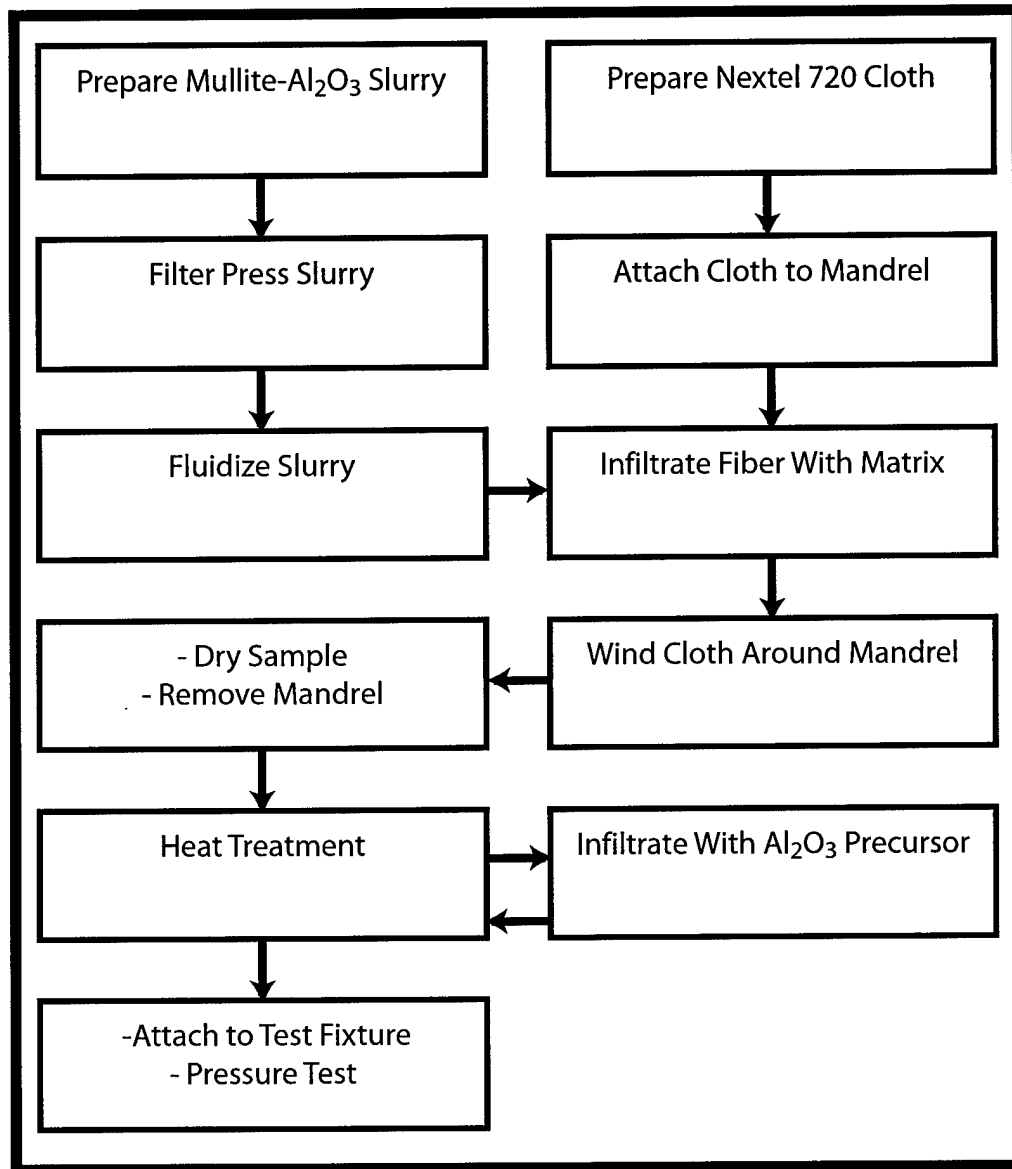 Prepare Mullite-Al₂O₃ Slurry
Prepare Nextel 720 Cloth
Filter Press Slurry
Attach Cloth to Mandrel
Fluidize Slurry
Infiltrate Fiber With Matrix
- Dry Sample
- Remove Mandrel
Wind Cloth Around Mandrel
Heat Treatment
Infiltrate With Al₂O₃ Precursor
-Attach to Test Fixture
- Pressure Test